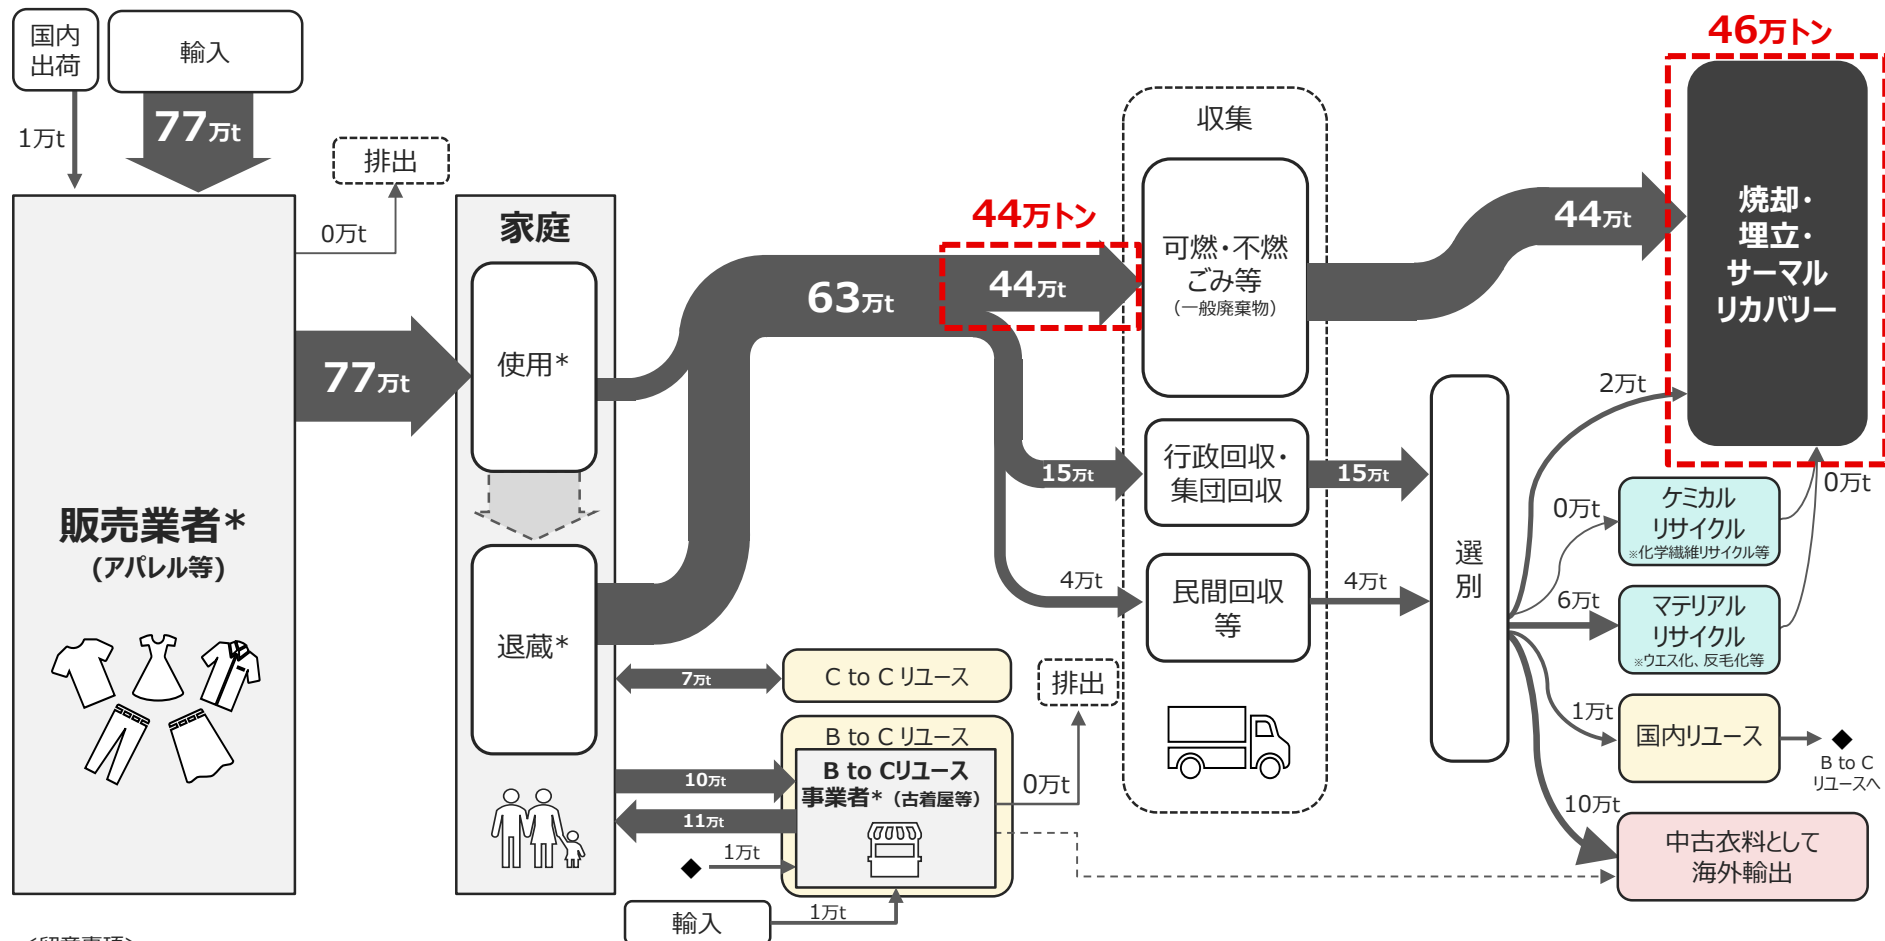 国内
出荷
輸入
1万t
77万t
排出
0万t
販売業者*
(アパレル等)
77万t
家庭
使用*
退蔵*
63万t
44万トン
44万t
15万t
4万t
7万t
C to C リユース
10万t
11万t
B to C リユース
B to Cリユース
事業者*（古着屋等）
◆
1万t
輸入
1万t
排出
0万t
収集
可燃・不燃
ごみ等
（一般廃棄物）
行政回収・
集団回収
民間回収
等
44万t
15万t
4万t
選
別
46万トン
焼却・
埋立・
サーマル
リカバリー
2万t
0万t
0万t
ケミカル
リサイクル
※化学繊維リサイクル等
6万t
マテリアル
リサイクル
※ウエス化、反毛化等
1万t
国内リユース
◆
B to C
リユースへ
10万t
中古衣料として
海外輸出